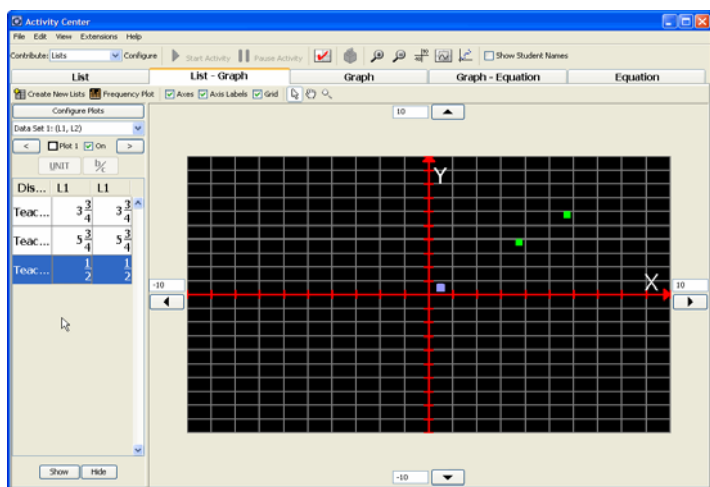 Activity Center
File Edit View Extensions Help
Contribute: Lists Configure Start Activity Pause Activity Show Student Names
List List - Graph Graph Graph - Equation Equation
Create New Lists Frequency Plot Axes Axis Labels Grid
Configure Plots
10
Data Set 1: (L1, L2)
< Plot 1 On >
UNIT b/c
Dis... L1 L1
Teac... 3 3/4 3 3/4
Teac... 5 3/4 5 3/4
Teac... 1/2 1/2
Y
X
-10
10
Show Hide
-10